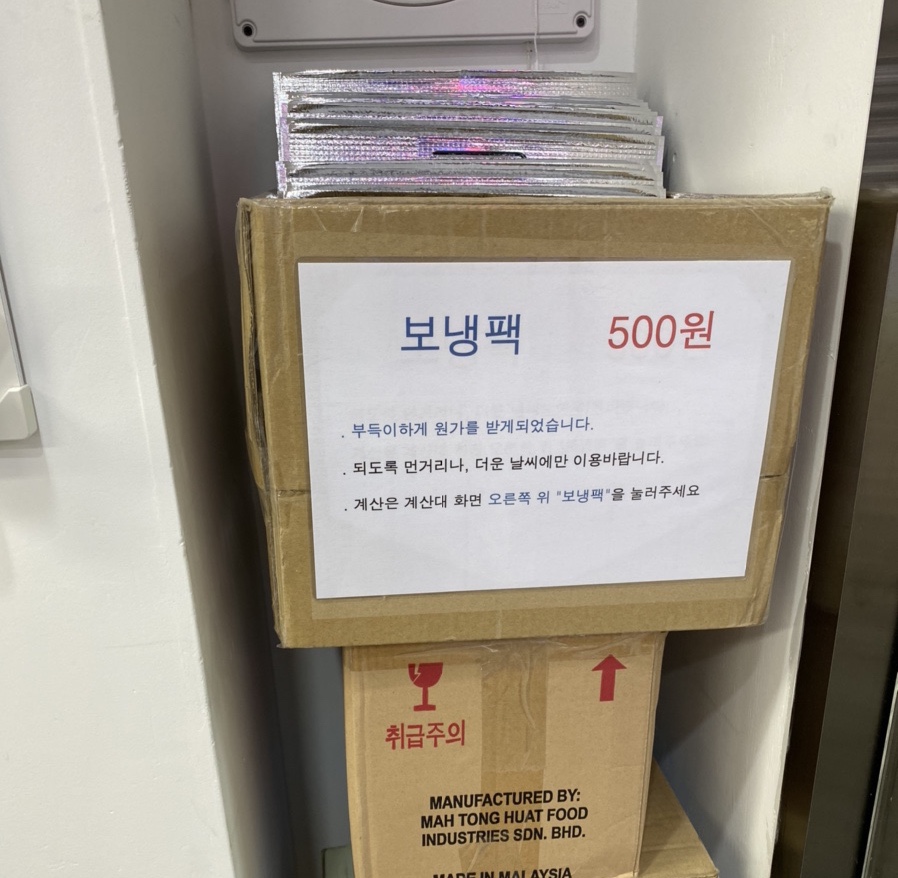 보냉팩 500원
. 부득이하게 원가를 받게되었습니다.
. 되도록 먼거리나, 더운 날씨에만 이용바랍니다.
. 계산은 계산대 화면 오른쪽 위 "보냉팩"을 눌러주세요
취급주의
MANUFACTURED BY:
MAH TONG HUAT FOOD
INDUSTRIES SDN. BHD.
MADE IN MALAYSIA